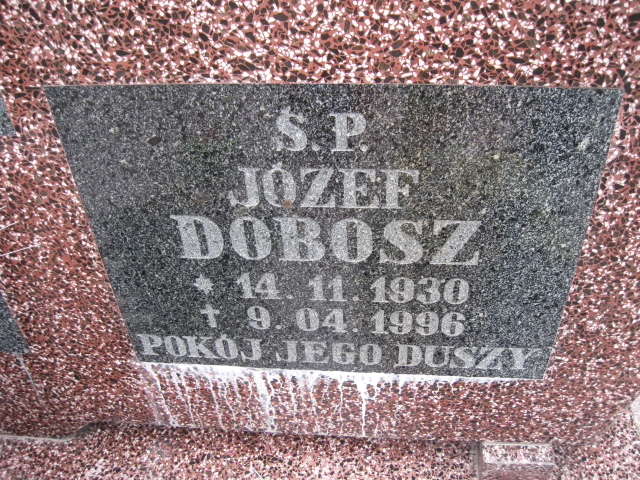 Ś.P.
JÓZEF
DOBOSZ
* 14.11.1930
† 9.04.1996
POKÓJ JEGO DUSZY